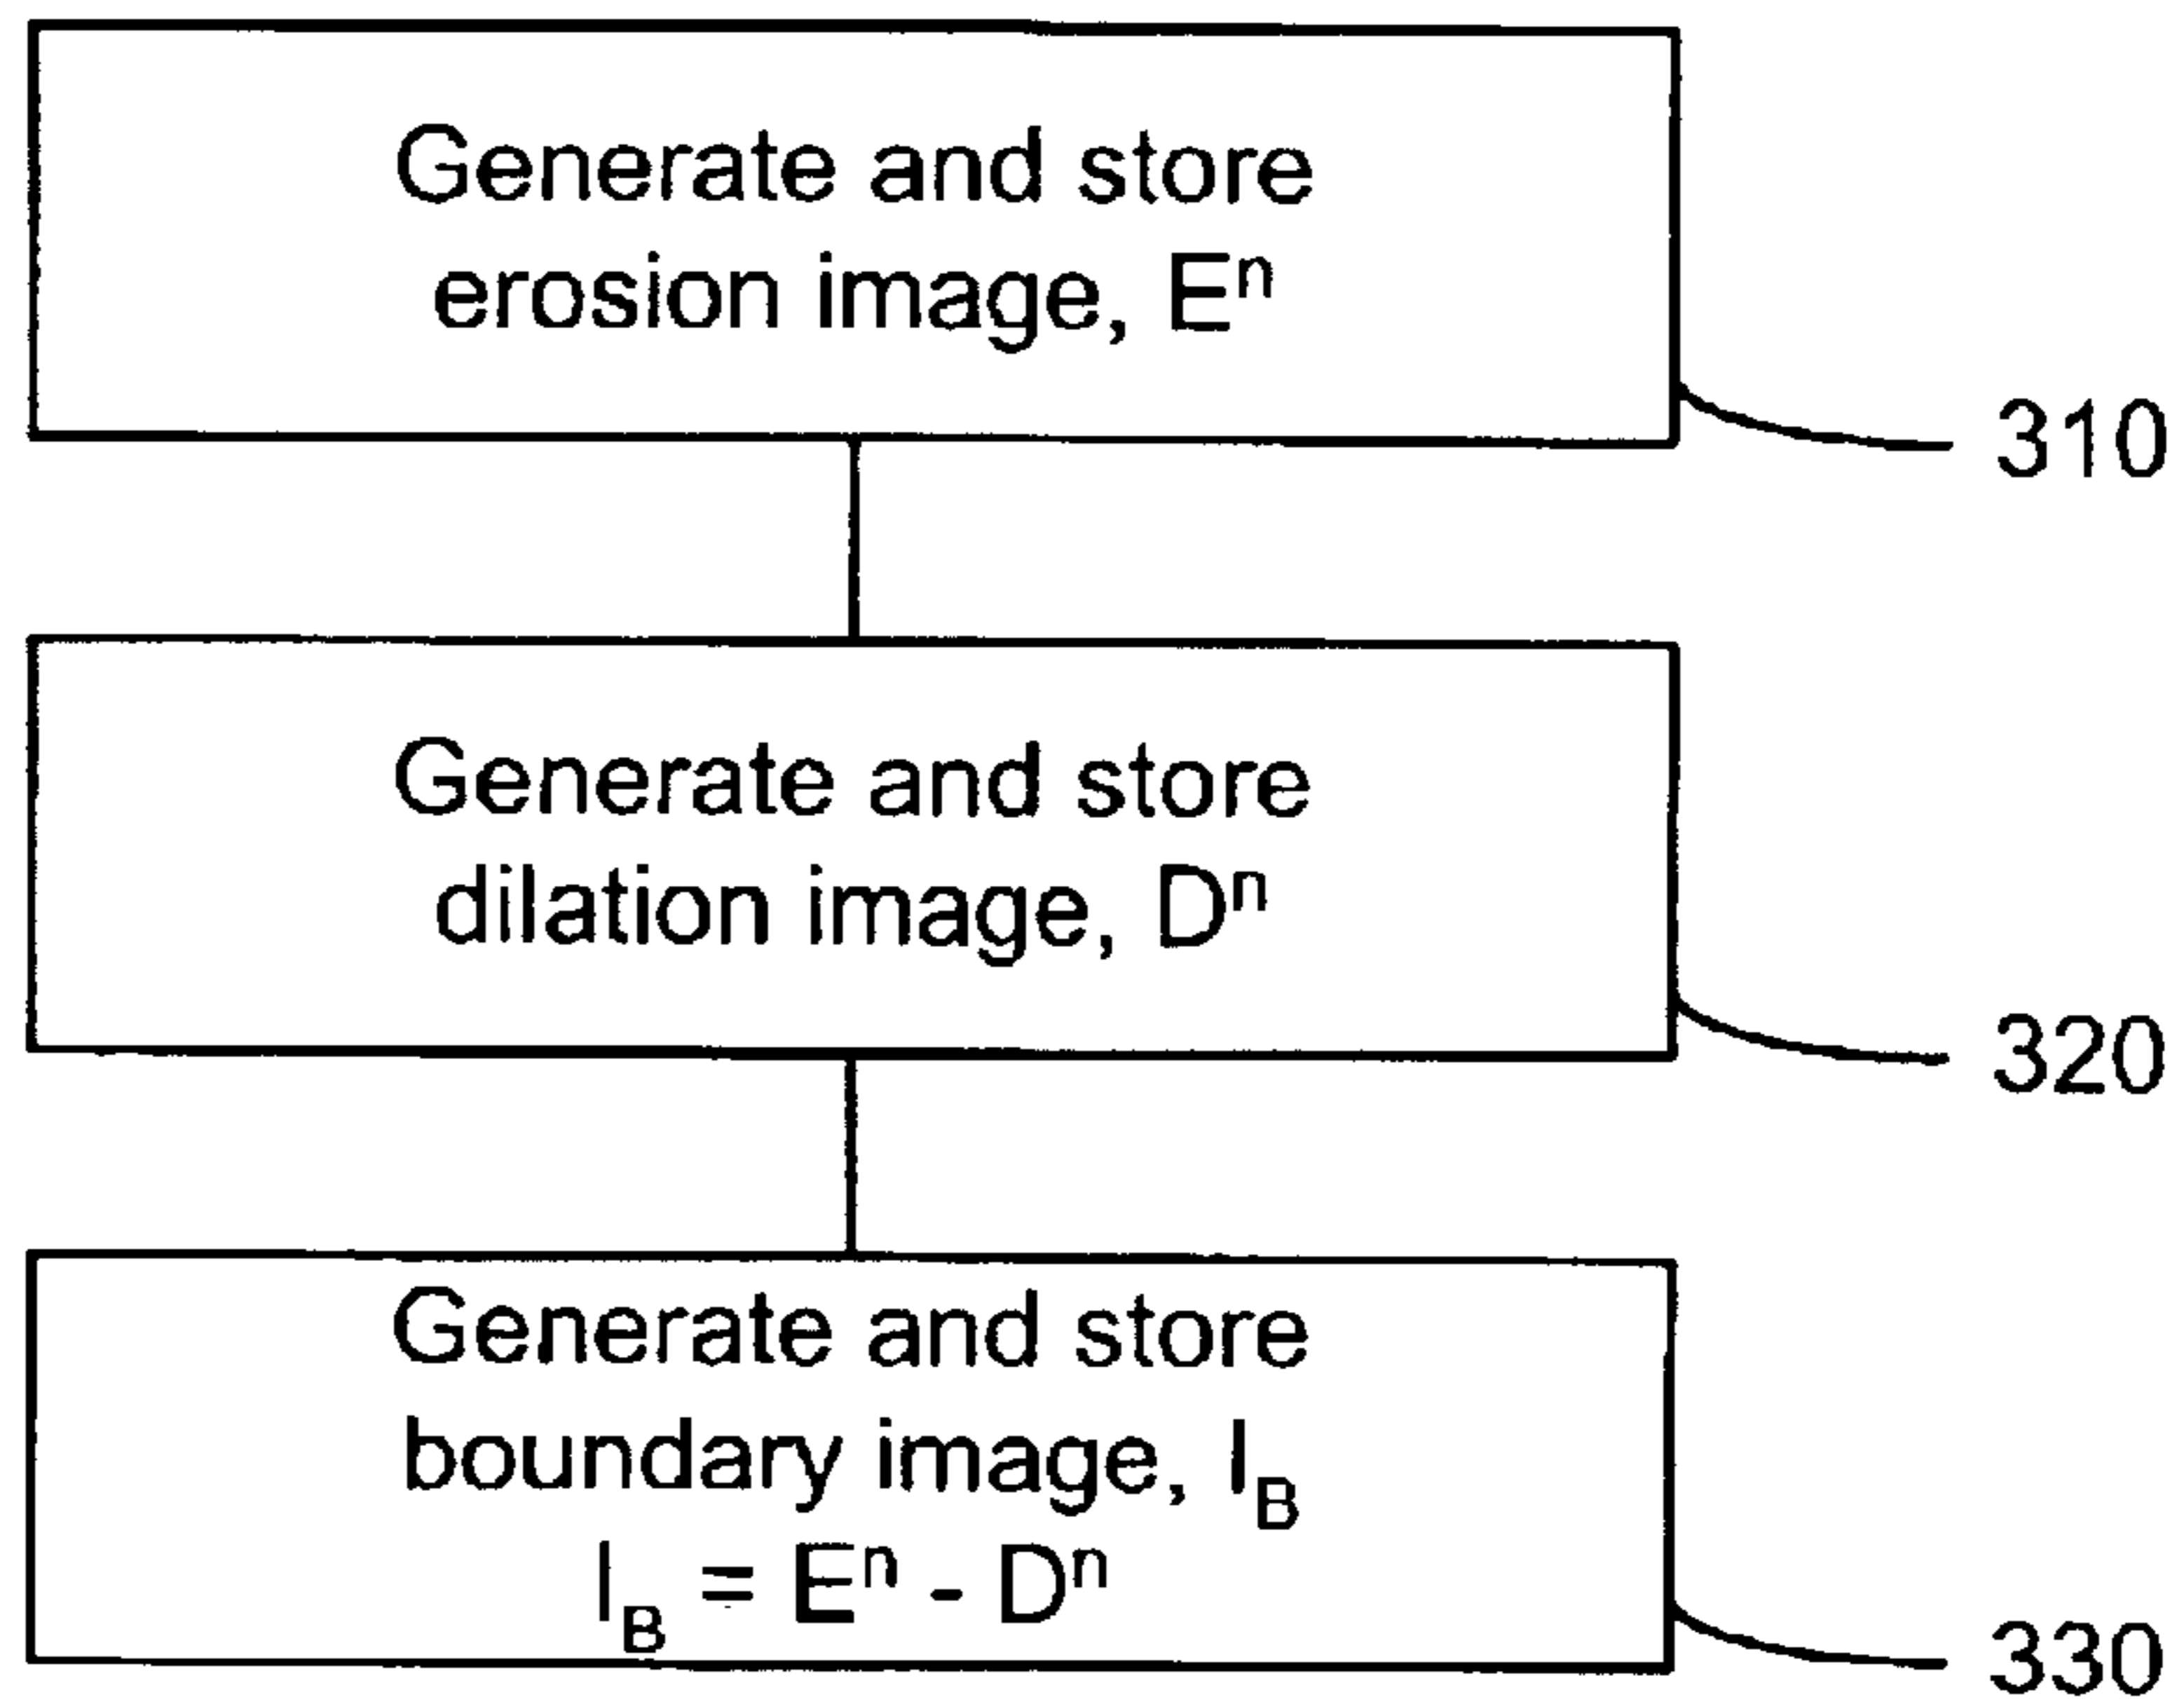 Generate and store
erosion image, Eⁿ
310
Generate and store
dilation image, Dⁿ
320
Generate and store
boundary image, I_B
I_B = Eⁿ - Dⁿ
330